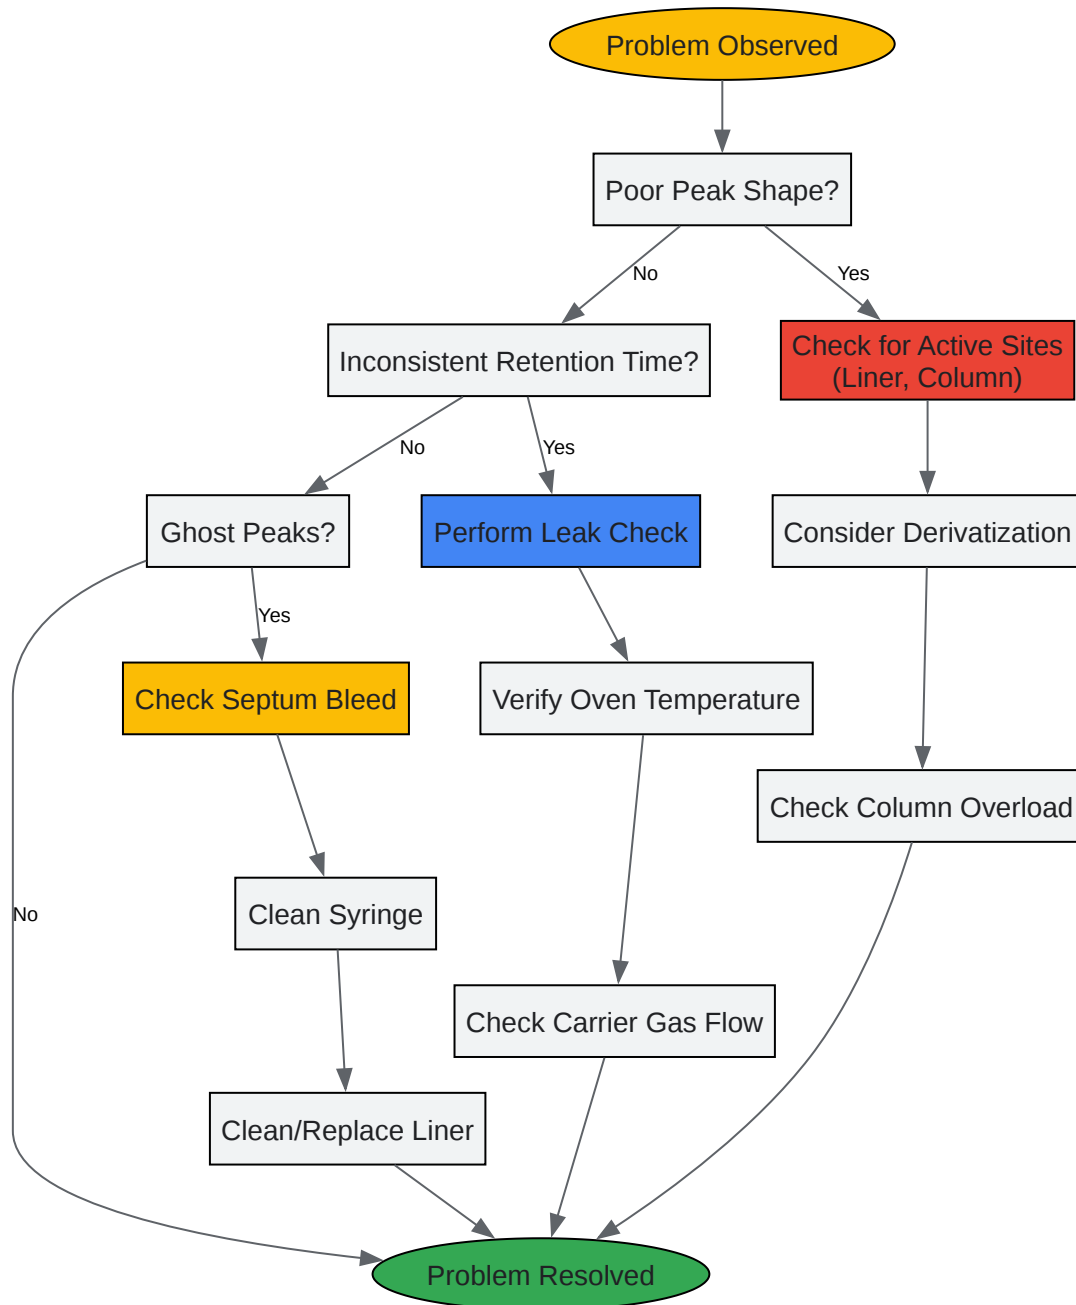 Problem Observed
Poor Peak Shape?
No
Yes
Inconsistent Retention Time?
Check for Active Sites
(Liner, Column)
No
Yes
Ghost Peaks?
Perform Leak Check
Consider Derivatization
Yes
Check Septum Bleed
Verify Oven Temperature
Check Column Overload
No
Clean Syringe
Check Carrier Gas Flow
Clean/Replace Liner
Problem Resolved